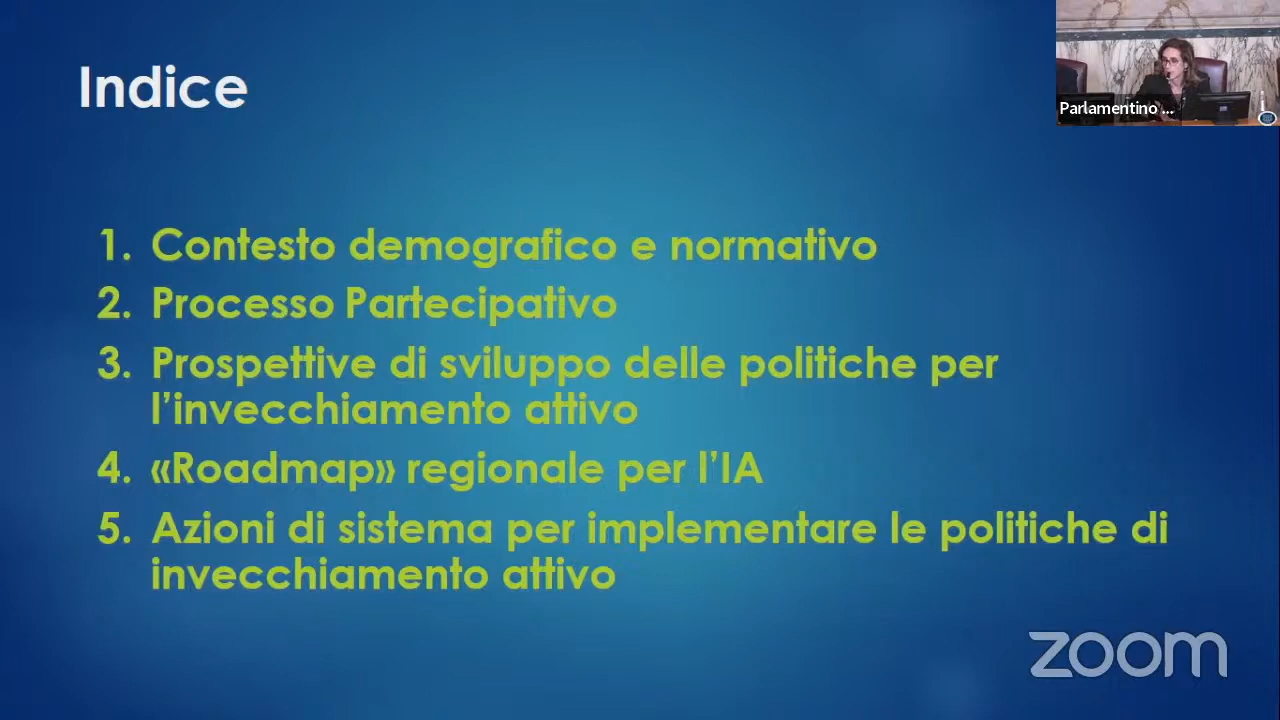 Indice
Parlamentino ...
1. Contesto demografico e normativo
2. Processo Partecipativo
3. Prospettive di sviluppo delle politiche per
l’invecchiamento attivo
4. «Roadmap» regionale per l’IA
5. Azioni di sistema per implementare le politiche di
invecchiamento attivo
zoom